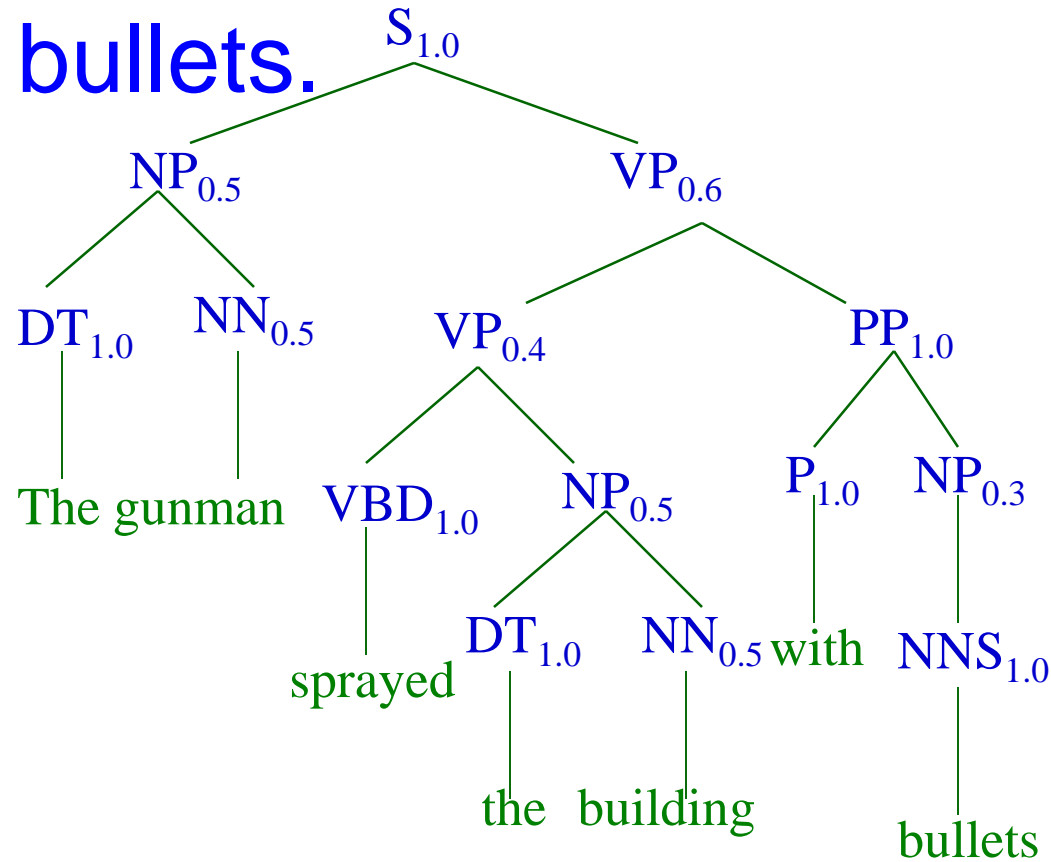 bullets.
S1.0
NP0.5 VP0.6
DT1.0 NN0.5 VP0.4 PP1.0
The gunman VBD1.0 NP0.5 P1.0 NP0.3
sprayed DT1.0 NN0.5 with NNS1.0
the building bullets